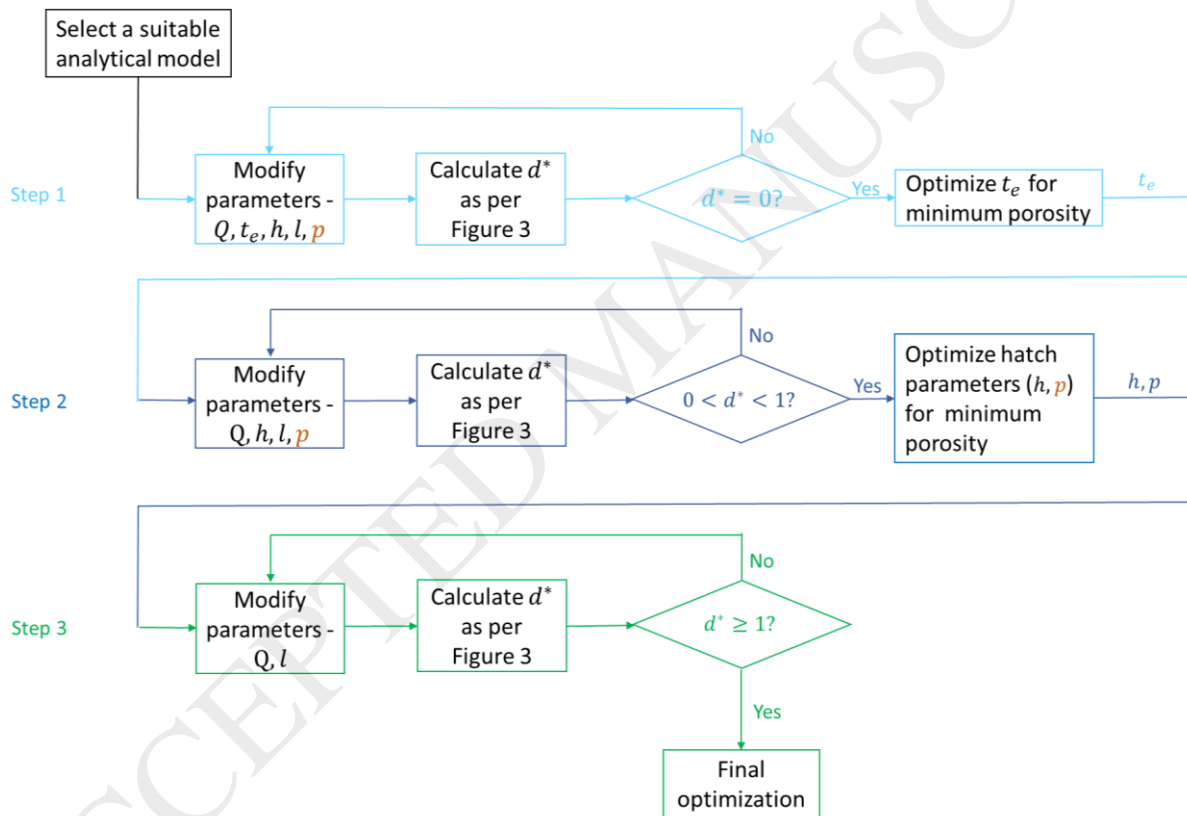 Select a suitable
analytical model
No
Step 1
Modify
parameters -
Q, t_e, h, l, p
Calculate d*
as per
Figure 3
d* = 0?
Yes
Optimize t_e for
minimum porosity
t_e
No
Step 2
Modify
parameters -
Q, h, l, p
Calculate d*
as per
Figure 3
0 < d* < 1?
Yes
Optimize hatch
parameters (h, p)
for minimum
porosity
h, p
No
Step 3
Modify
parameters -
Q, l
Calculate d*
as per
Figure 3
d* ≥ 1?
Yes
Final
optimization
CCEPTED MANUSC